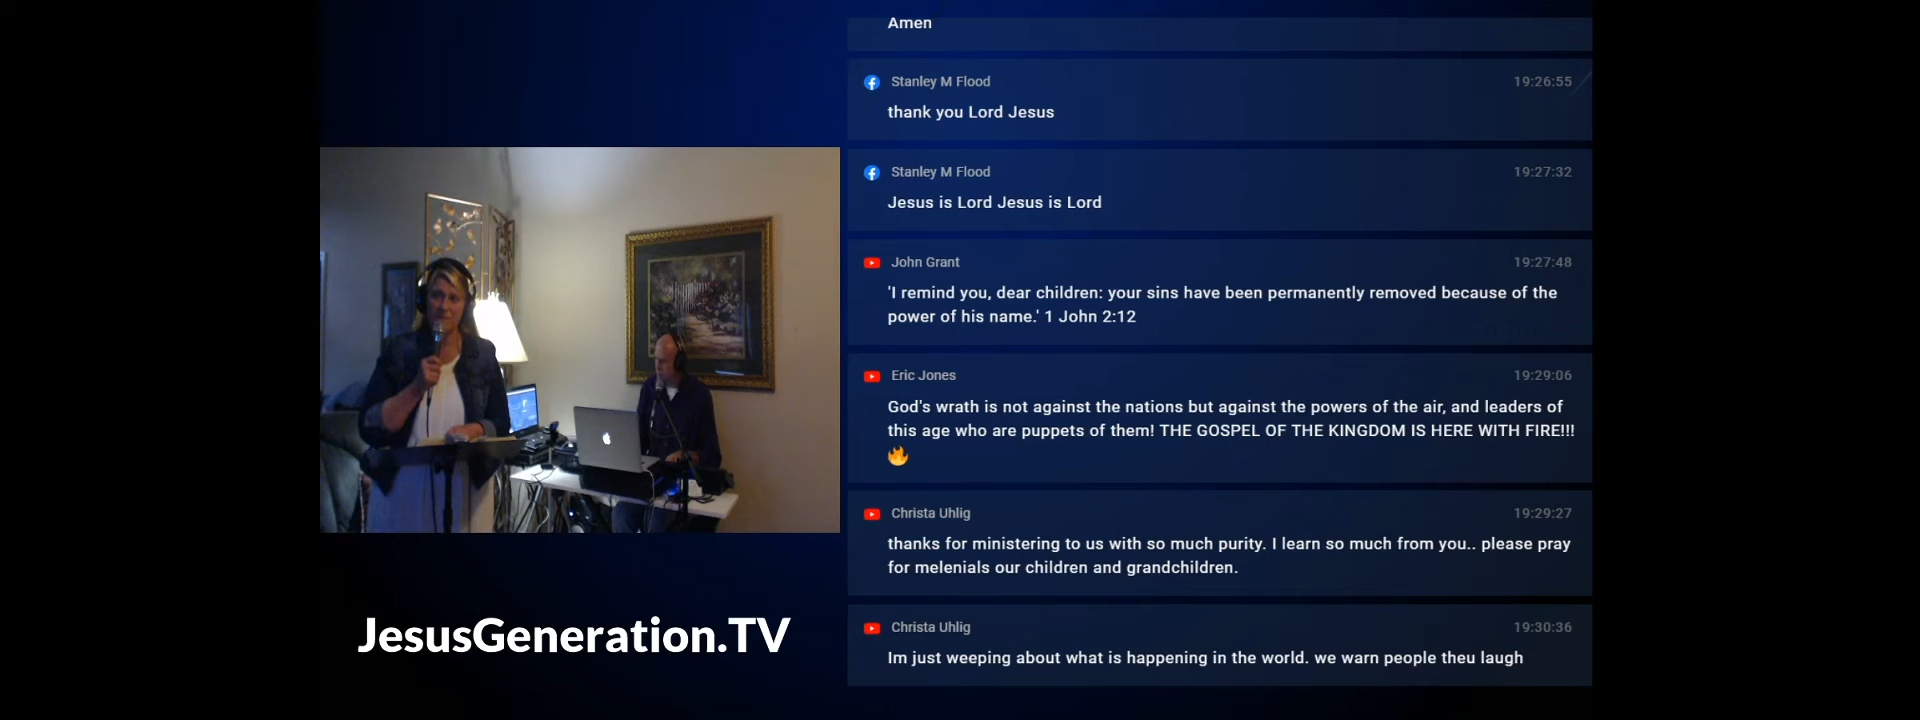 Amen
Stanley M Flood 19:26:55
thank you Lord Jesus
Stanley M Flood 19:27:32
Jesus is Lord Jesus is Lord
John Grant 19:27:48
'I remind you, dear children: your sins have been permanently removed because of the
power of his name.' 1 John 2:12
Eric Jones 19:29:06
God's wrath is not against the nations but against the powers of the air, and leaders of
this age who are puppets of them! THE GOSPEL OF THE KINGDOM IS HERE WITH FIRE!!!
🔥
Christa Uhlig 19:29:27
thanks for ministering to us with so much purity. I learn so much from you.. please pray
for melenials our children and grandchildren.
Christa Uhlig 19:30:36
Im just weeping about what is happening in the world. we warn people theu laugh
JesusGeneration.TV